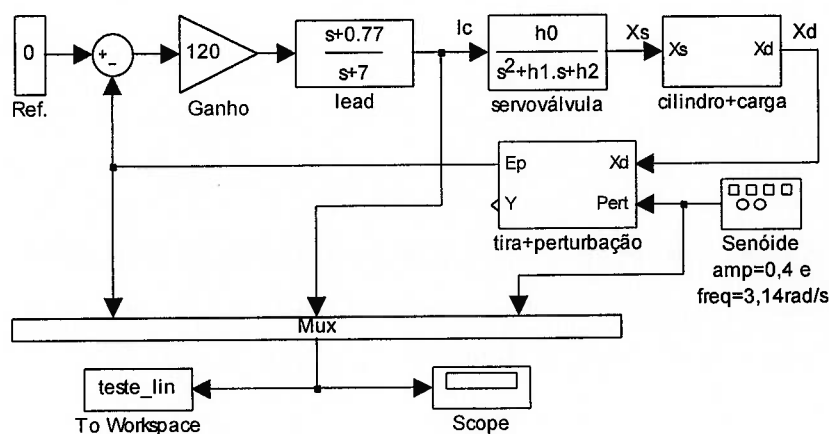 0
Ref.
+
-
120
Ganho
s+0.77
s+7
lead
Ic
h0
s2+h1.s+h2
servoválvula
Xs
Xs
Xd
cilindro+carga
Xd
Ep
Xd
Y
Pert
tira+perturbação
Senóide
amp=0,4 e
freq=3,14rad/s
Mux
teste_lin
To Workspace
Scope